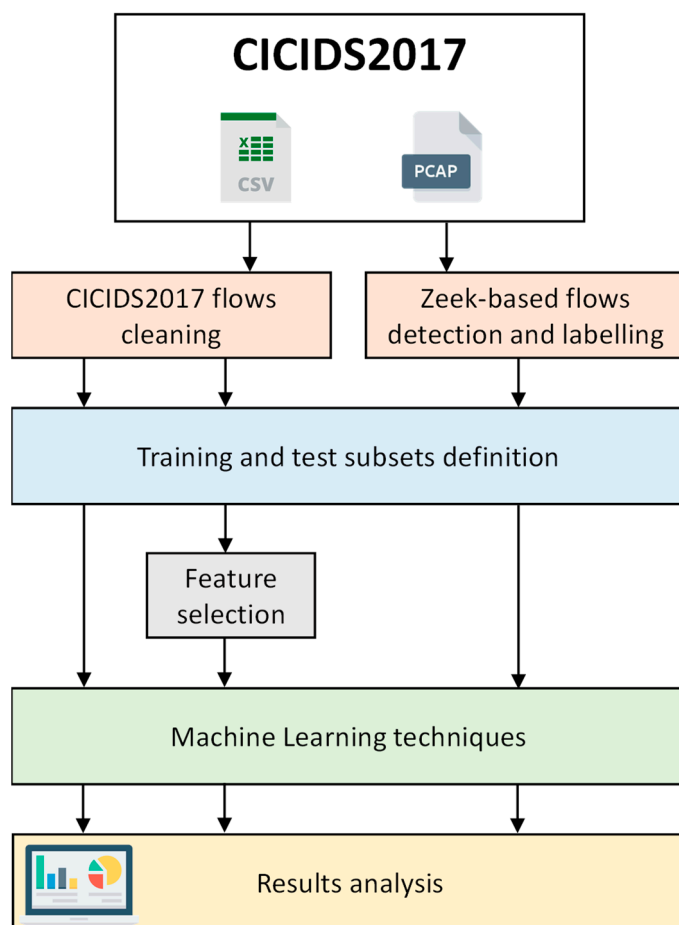 CICIDS2017
X
CSV
PCAP
CICIDS2017 flows
cleaning
Zeek-based flows
detection and labelling
Training and test subsets definition
Feature
selection
Machine Learning techniques
Results analysis